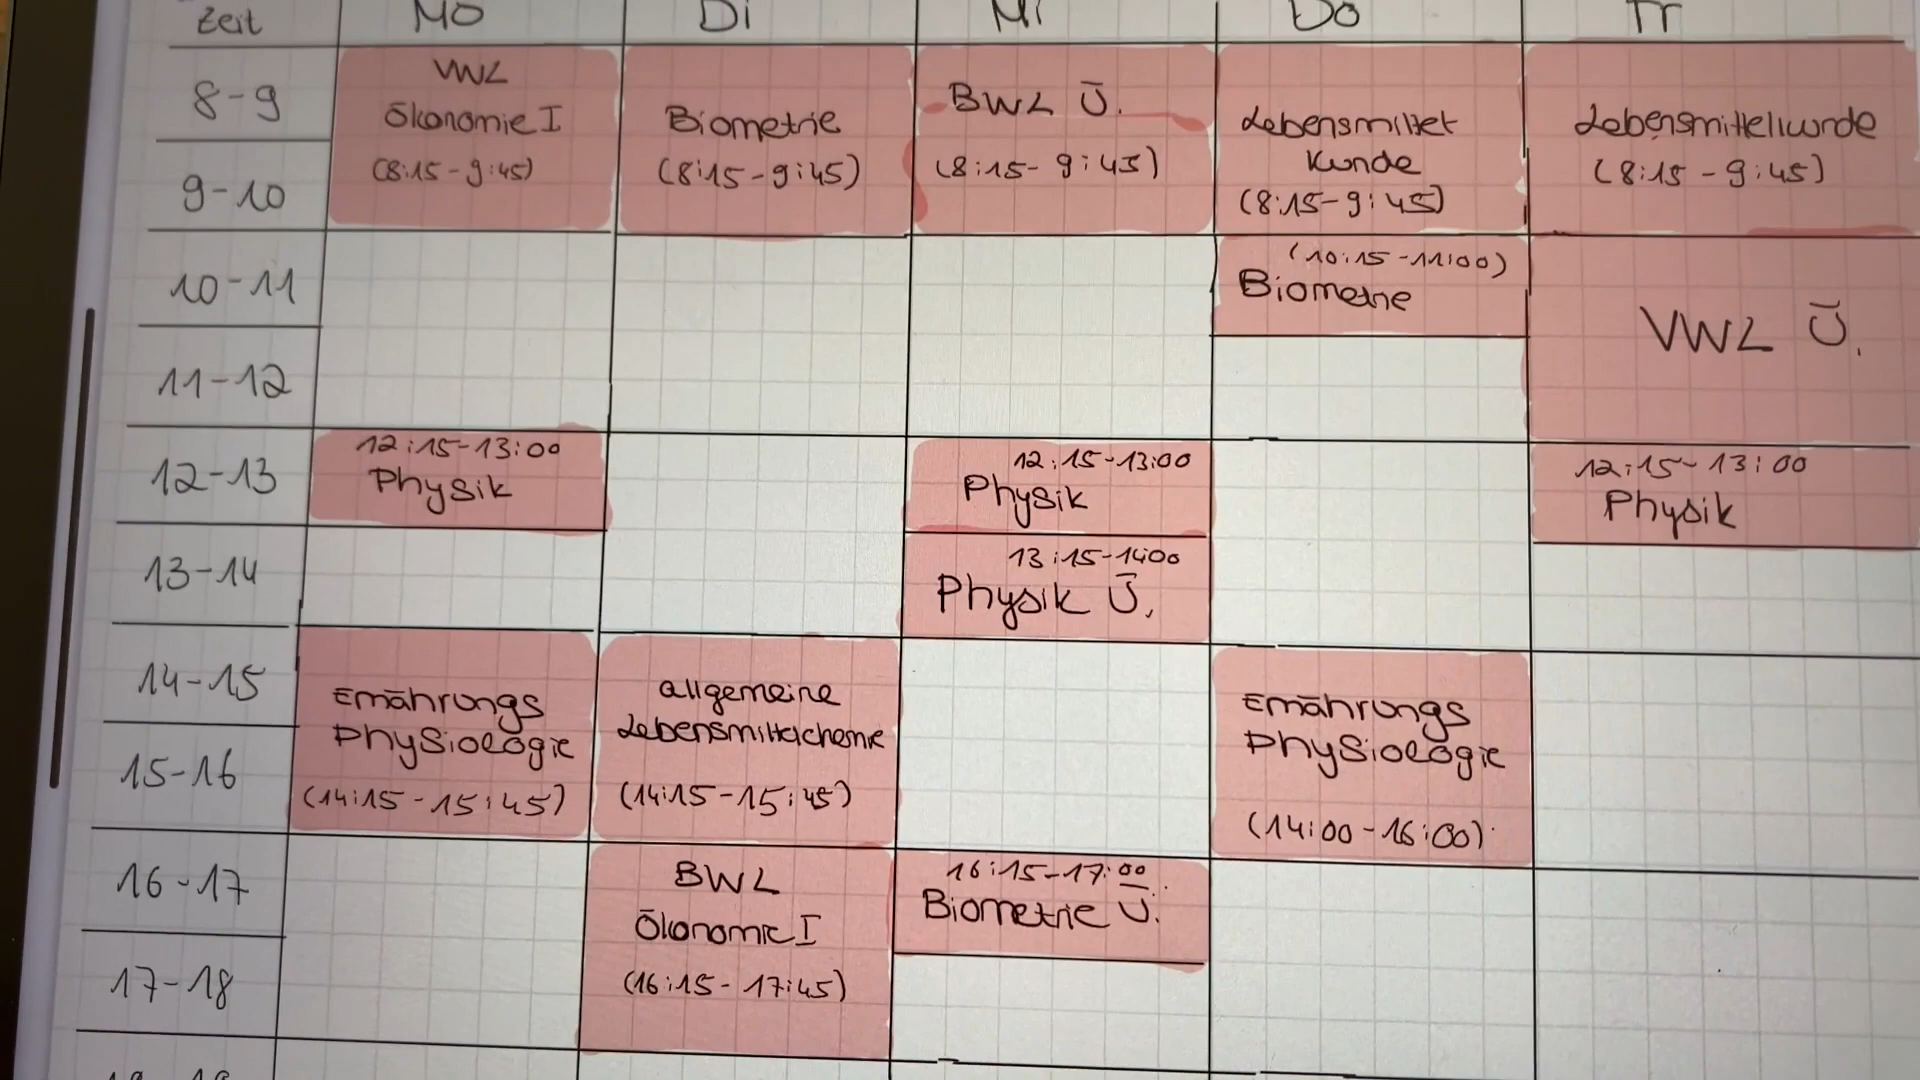 Zeit Mo Di Mi Do Fr
8-9
9-10
10-11
11-12
12-13
13-14
14-15
15-16
16-17
17-18
VWL
Ökonomie I
(8:15-9:45)
12:15-13:00
Physik
Ernährungs
Physiologie
(14:15-15:45)
Biometrie
(8:15-9:45)
allgemeine
Lebensmittelchemie
(14:15-15:45)
BWL
Ökonomie I
(16:15-17:45)
BWL Ü.
(8:15-9:45)
12:15-13:00
Physik
13:15-14:00
Physik Ü.
16:15-17:00
Biometrie Ü.
Lebensmittel
Kunde
(8:15-9:45)
(10:15-11:00)
Biometrie
Ernährungs
Physiologie
(14:00-16:00)
Lebensmittelkunde
(8:15-9:45)
VWL Ü.
12:15-13:00
Physik